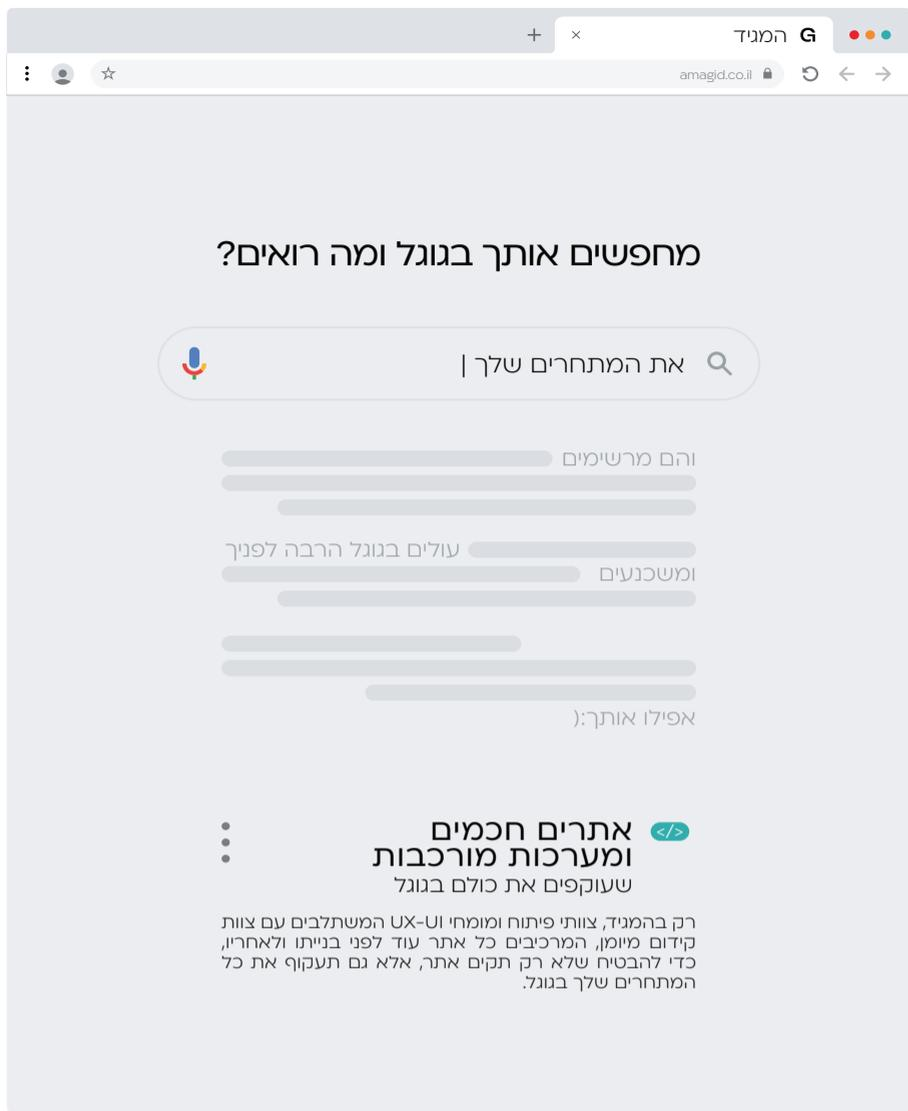 G המגיד
amagid.co.il
מחפשים אותך בגוגל ומה רואים?
את המתחרים שלך |
והם מרשימים
עולים בגוגל הרבה לפניך
ומשכנעים
אפילו אותך:(
</>
אתרים חכמים
ומערכות מורכבות
שעוקפים את כולם בגוגל
רק בהמגיד, צוותי פיתוח ומומחי UX-UI המשתלבים עם צוות
קידום מיומן, המרכיבים כל אתר עוד לפני בנייתו ולאחריו,
כדי להבטיח שלא רק תקים אתר, אלא גם תעקוף את כל
המתחרים שלך בגוגל.